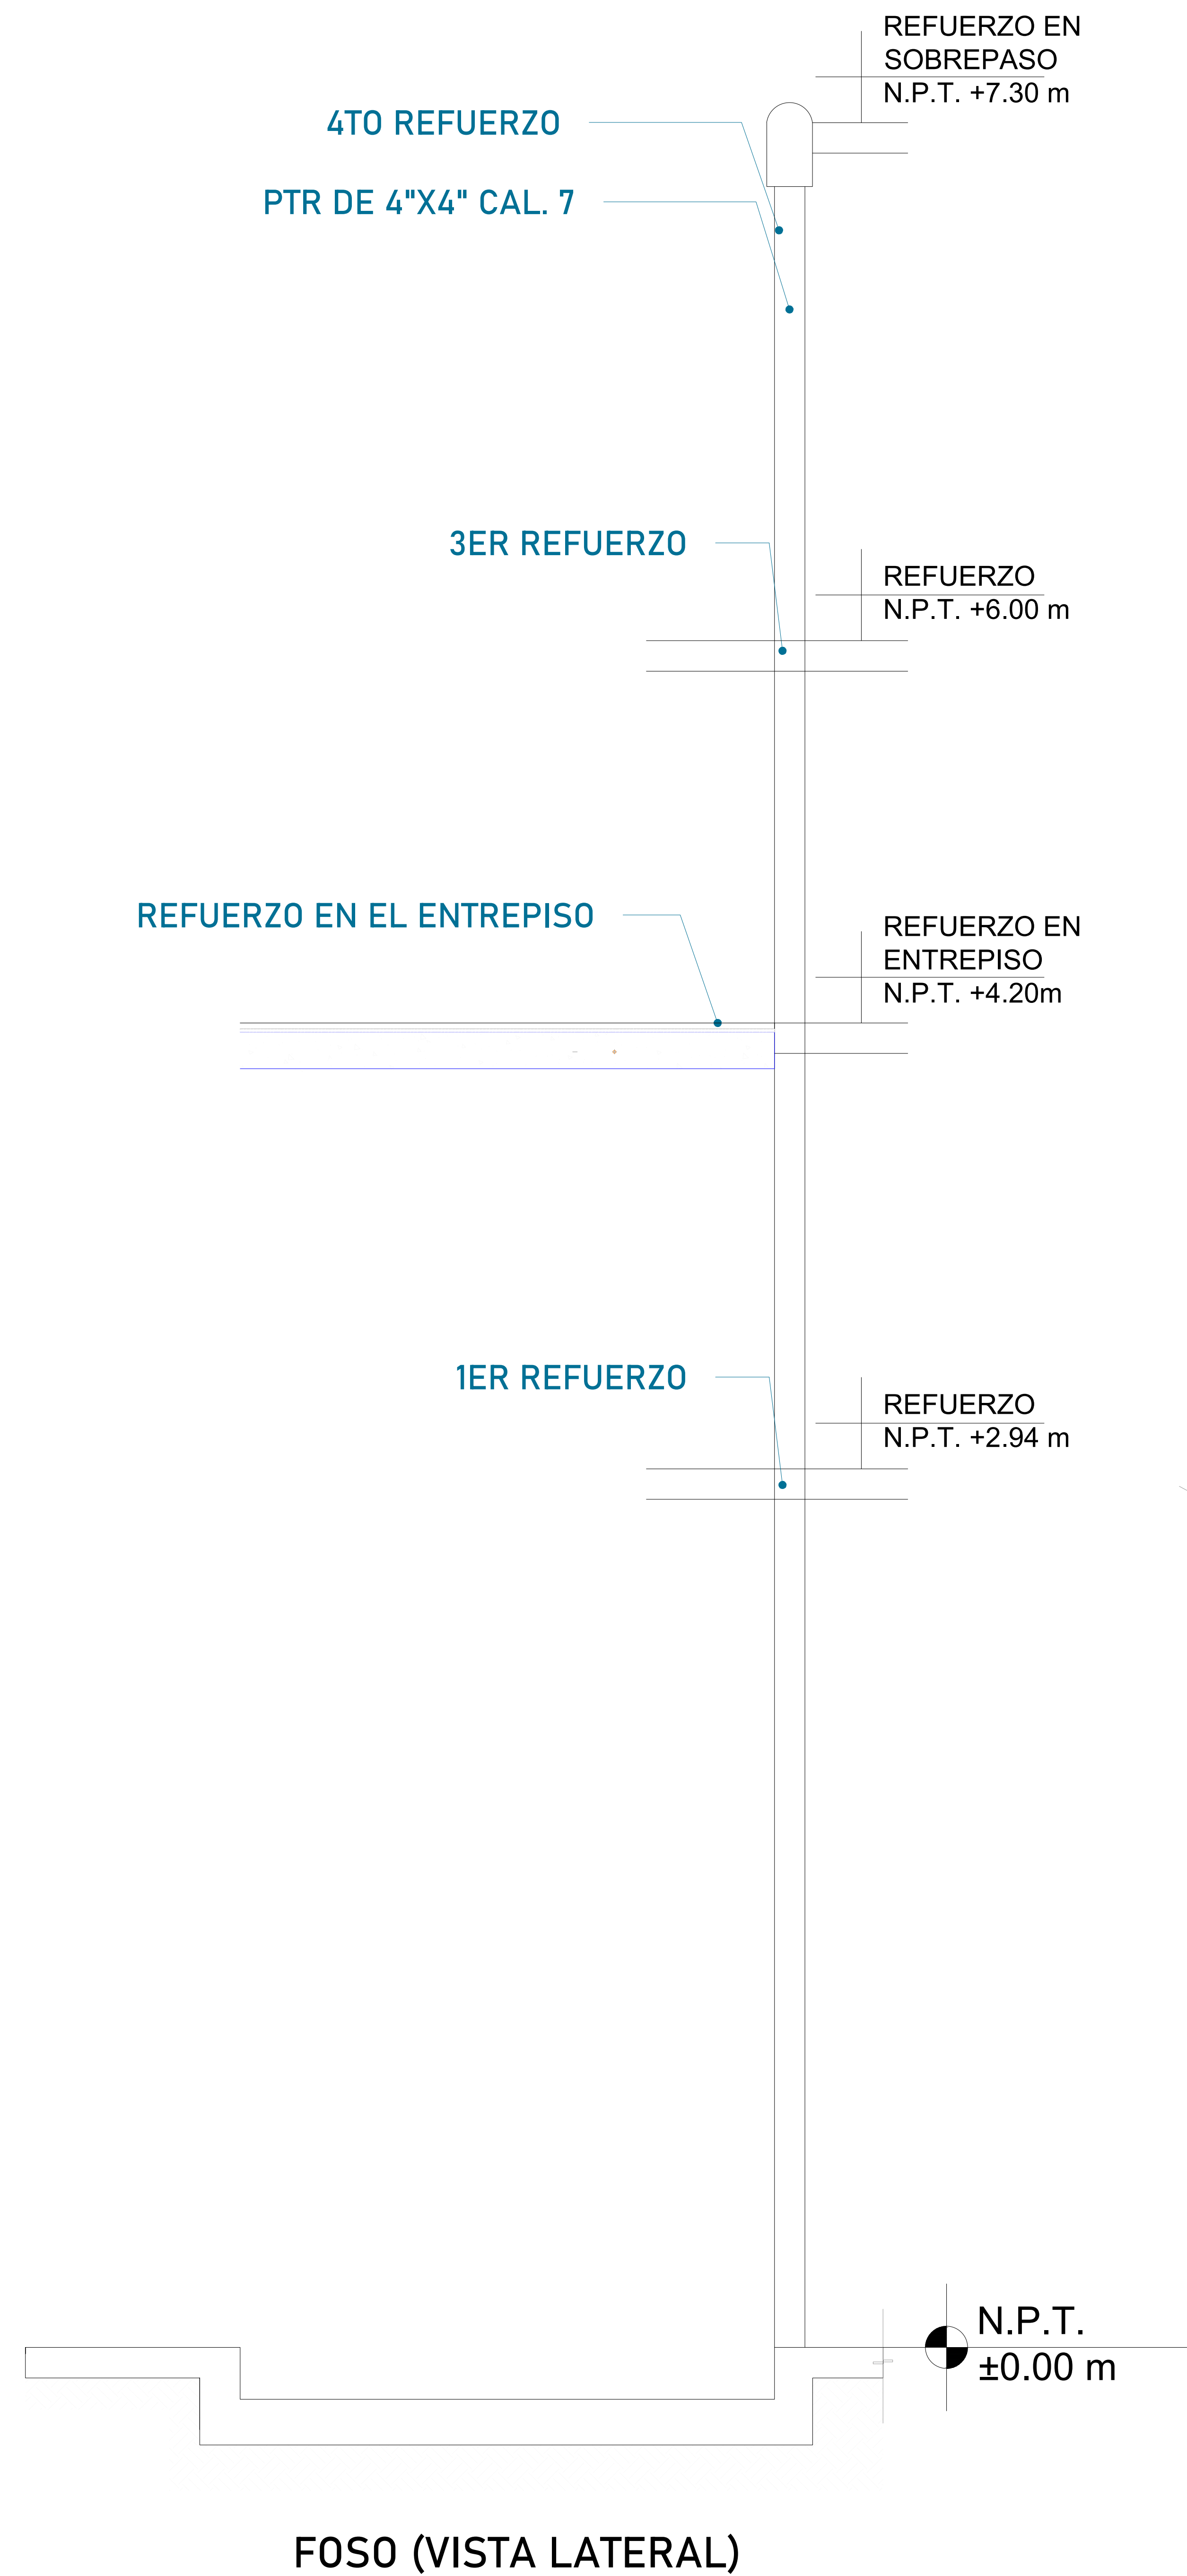 REFUERZO EN
SOBREPASO
N.P.T. +7.30 m
4TO REFUERZO
PTR DE 4"X4" CAL. 7
3ER REFUERZO
REFUERZO
N.P.T. +6.00 m
REFUERZO EN EL ENTREPISO
REFUERZO EN
ENTREPISO
N.P.T. +4.20m
1ER REFUERZO
REFUERZO
N.P.T. +2.94 m
N.P.T.
±0.00 m
FOSO (VISTA LATERAL)